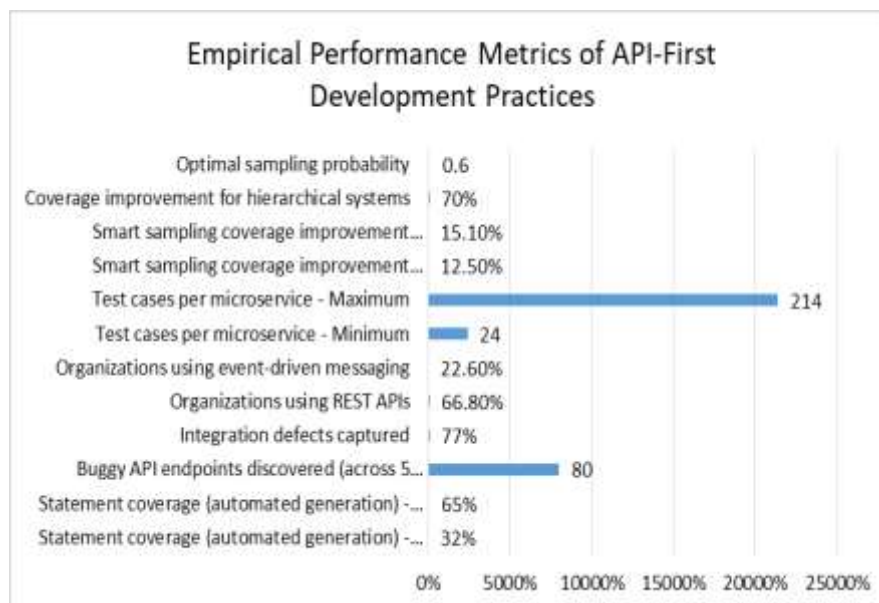 Empirical Performance Metrics of API-First
Development Practices
Optimal sampling probability 0.6
Coverage improvement for hierarchical systems 70%
Smart sampling coverage improvement... 15.10%
Smart sampling coverage improvement... 12.50%
Test cases per microservice - Maximum 214
Test cases per microservice - Minimum 24
Organizations using event-driven messaging 22.60%
Organizations using REST APIs 66.80%
Integration defects captured 77%
Buggy API endpoints discovered (across 5... 80
Statement coverage (automated generation) -... 65%
Statement coverage (automated generation) -... 32%
0% 5000% 10000% 15000% 20000% 25000%